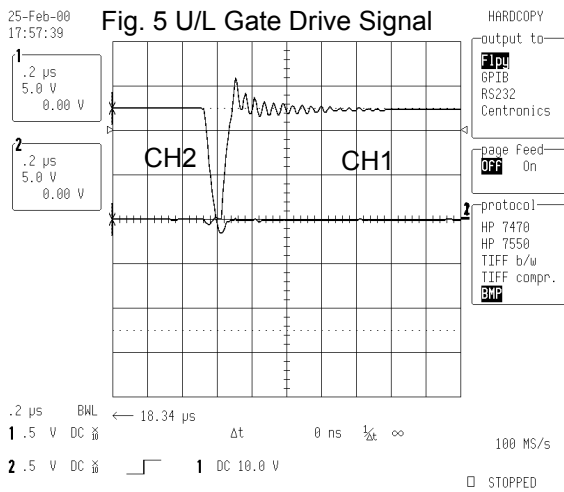 25-Feb-00
17:57:39
Fig. 5 U/L Gate Drive Signal
HARDCOPY
1
.2 µs
5.0 V
0.00 V
2
.2 µs
5.0 V
0.00 V
CH2
CH1
2
output to
Flpy
GPIB
RS232
Centronics
page feed
Off On
protocol
HP 7470
HP 7550
TIFF b/w
TIFF compr.
BMP
.2 µs BWL
← 18.34 µs
1 .5 V DC x10
Δt 0 ns 1/Δt ∞
2 .5 V DC x10
1 DC 10.0 V
100 MS/s
STOPPED